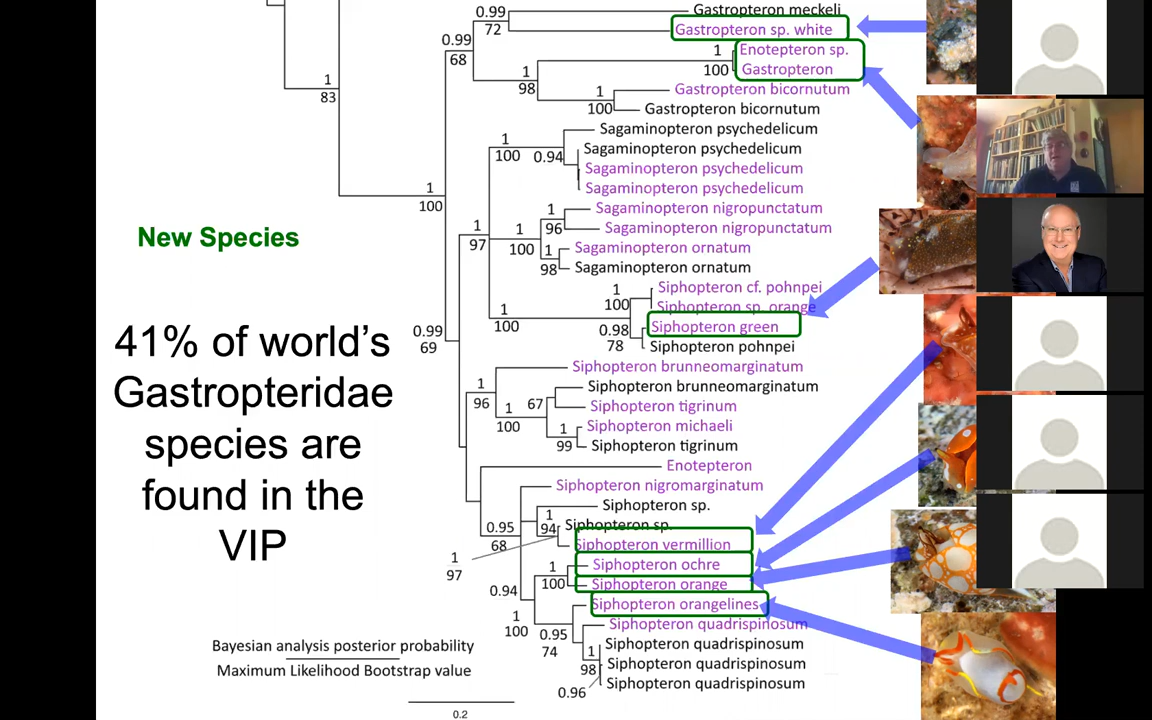 0.99
72
Gastropteron meckeli
Gastropteron sp. white
0.99
68
1
100
Enotepteron sp.
Gastropteron
1
83
1
98
Gastropteron bicornutum
1
100
Gastropteron bicornutum
Sagaminopteron psychedelicum
1
100
0.94
Sagaminopteron psychedelicum
Sagaminopteron psychedelicum
Sagaminopteron psychedelicum
1
100
Sagaminopteron nigropunctatum
1
96
Sagaminopteron nigropunctatum
1
97
1
100
Sagaminopteron ornatum
1
98
Sagaminopteron ornatum
New Species
Siphopteron cf. pohnpei
1
100
Siphopteron sp. orange
1
100
Siphopteron green
0.98
78
Siphopteron pohnpei
0.99
69
41% of world's
Gastropteridae
species are
found in the
VIP
Siphopteron brunneomarginatum
1
96
Siphopteron brunneomarginatum
67
Siphopteron tigrinum
1
100
Siphopteron michaeli
1
99
Siphopteron tigrinum
Enotepteron
Siphopteron nigromarginatum
Siphopteron sp.
1
94
Siphopteron sp.
0.95
68
Siphopteron vermillion
1
97
Siphopteron ochre
1
100
Siphopteron orange
0.94
Siphopteron orangelines
1
100
Siphopteron quadrispinosum
0.95
74
Siphopteron quadrispinosum
1
98
Siphopteron quadrispinosum
Siphopteron quadrispinosum
0.96
Bayesian analysis posterior probability
Maximum Likelihood Bootstrap value
0.2